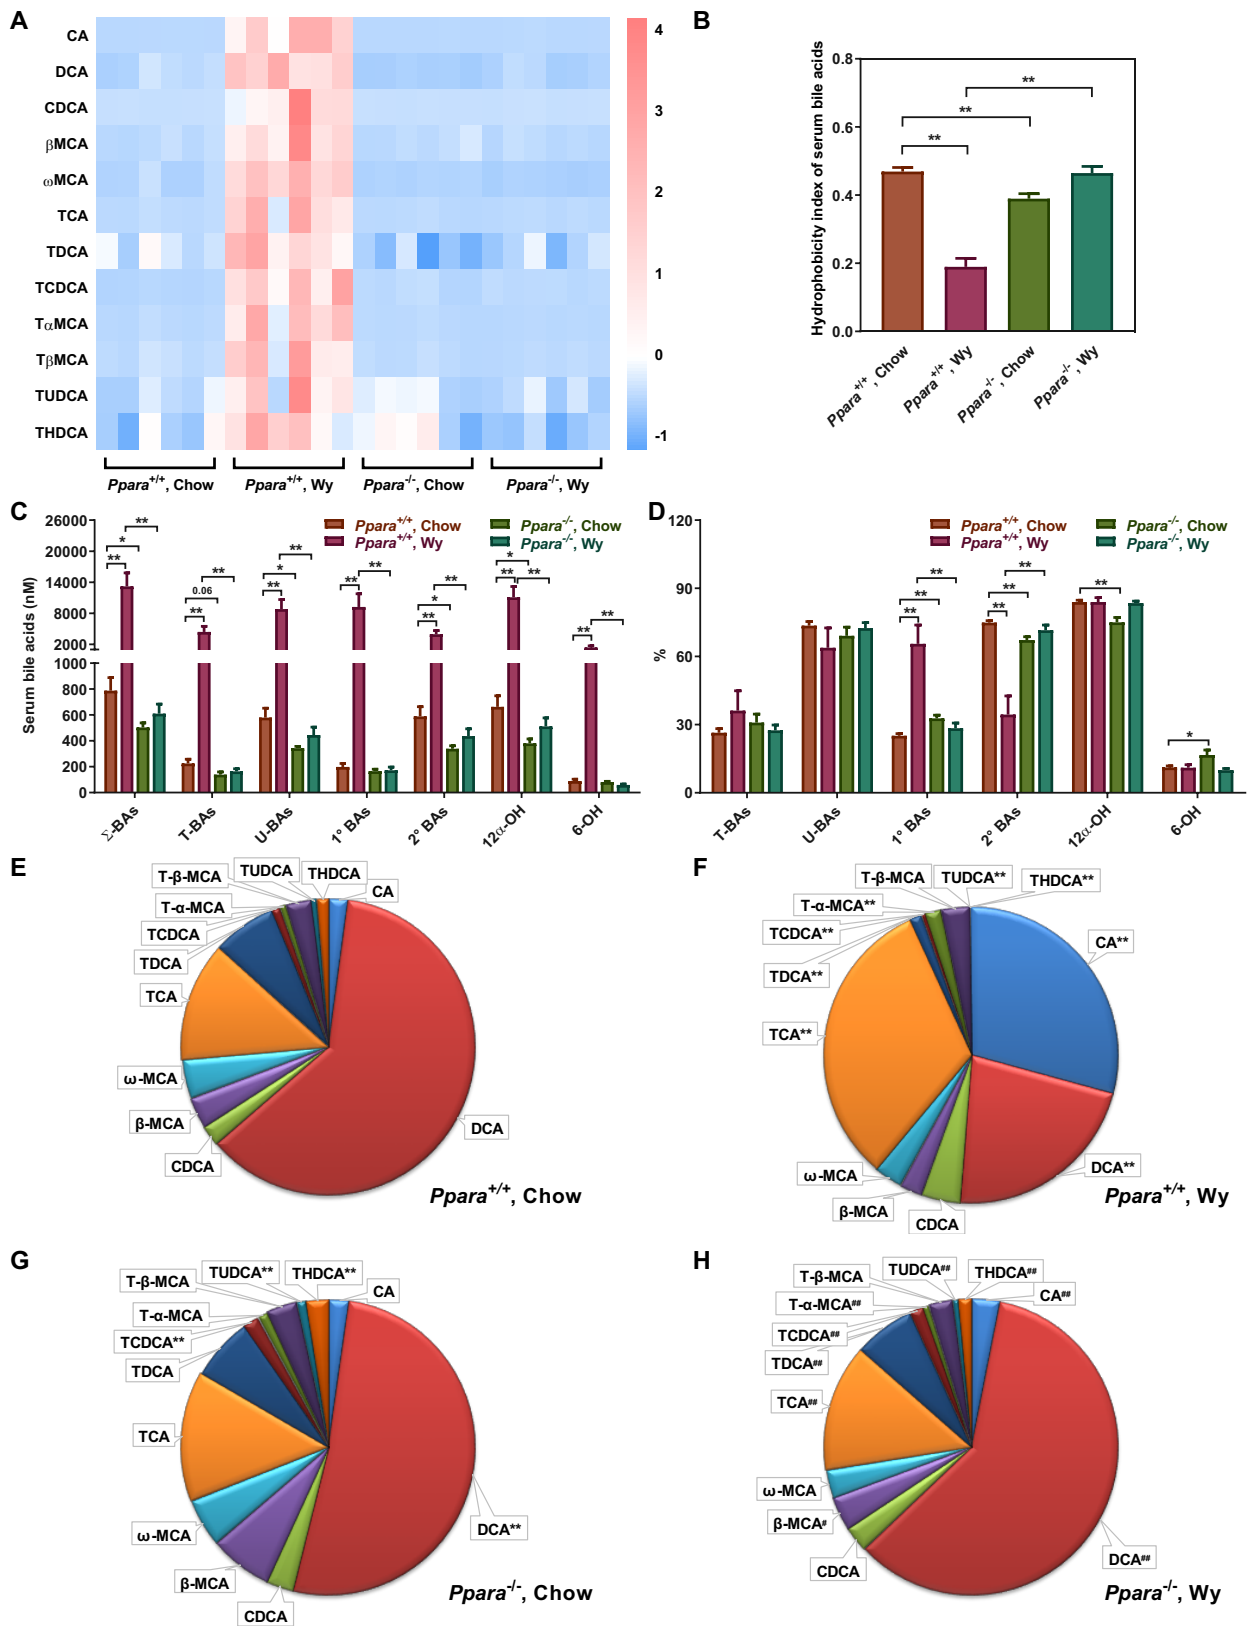 A
CA
DCA
CDCA
βMCA
ωMCA
TCA
TDCA
TCDCA
TαMCA
TβMCA
TUDCA
THDCA
4
3
2
1
0
-1
Ppara+/+, Chow
Ppara+/+, Wy
Ppara-/-, Chow
Ppara-/-, Wy
B
Hydrophobicity index of serum bile acids
0.8
0.6
0.4
0.2
0.0
**
**
**
Ppara+/+, Chow
Ppara+/+, Wy
Ppara-/-, Chow
Ppara-/-, Wy
C
Serum bile acids (nM)
26000
20000
14000
8000
2000
1000
800
600
400
200
0
Ppara+/+, Chow
Ppara+/+, Wy
Ppara-/-, Chow
Ppara-/-, Wy
**
*
**
**
0.06
**
**
*
**
**
**
**
*
**
*
**
**
**
**
Σ-BAs
T-BAs
U-BAs
1° BAs
2° BAs
12α-OH
6-OH
D
%
120
90
60
30
0
Ppara+/+, Chow
Ppara+/+, Wy
Ppara-/-, Chow
Ppara-/-, Wy
**
**
**
**
**
**
**
*
T-BAs
U-BAs
1° BAs
2° BAs
12α-OH
6-OH
E
T-β-MCA
TUDCA
THDCA
CA
T-α-MCA
TCDCA
TDCA
TCA
ω-MCA
β-MCA
CDCA
DCA
Ppara+/+, Chow
F
T-β-MCA
TUDCA**
THDCA**
T-α-MCA**
TCDCA**
TDCA**
CA**
TCA**
ω-MCA
β-MCA
CDCA
DCA**
Ppara+/+, Wy
G
T-β-MCA
TUDCA**
THDCA**
CA
T-α-MCA
TCDCA**
TDCA
TCA
ω-MCA
β-MCA
CDCA
DCA**
Ppara-/-, Chow
H
T-β-MCA
TUDCA##
THDCA##
CA##
T-α-MCA##
TCDCA##
TDCA##
TCA##
ω-MCA
β-MCA#
CDCA
DCA##
Ppara-/-, Wy